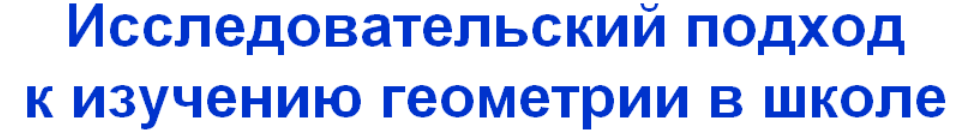 Исследовательский подход
к изучению геометрии в школе